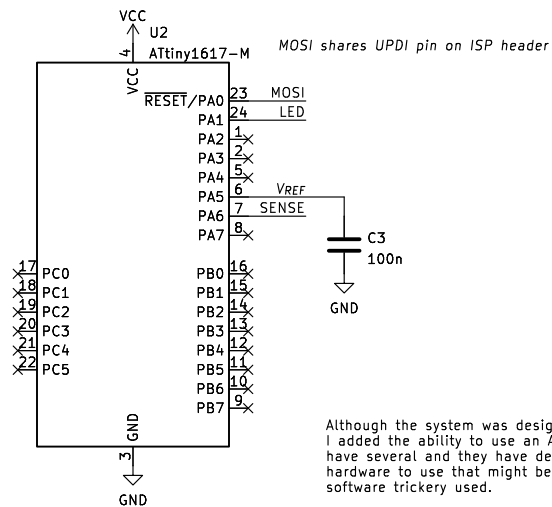 VCC
U2
4
ATtiny1617-M
MOSI shares UPDI pin on ISP header
VCC
RESET/PA0 23 MOSI
PA1 24 LED
PA2 1
PA3 2
PA4 5
PA5 6 VREF
PA6 7 SENSE
PA7 8
C3
100n
GND
17 PC0 PB0 16
18 PC1 PB1 15
19 PC2 PB2 14
20 PC3 PB3 13
21 PC4 PB4 12
22 PC5 PB5 11
PB6 10
PB7 9
GND
3
GND
Although the system was desig
I added the ability to use an A
have several and they have de
hardware to use that might be
software trickery used.